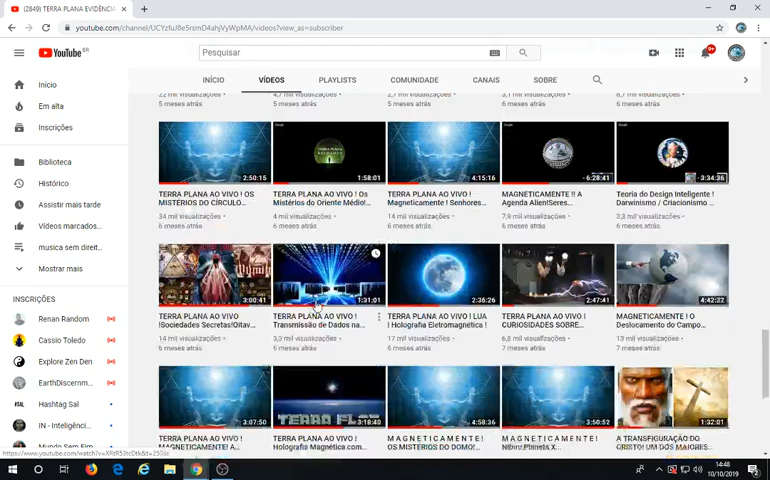 (2849) TERRA PLANA EVIDÊNCIA
youtube.com/channel/UCYzfuJ8e5rsmD4ahjVyWpMA/videos?view_as=subscriber
YouTube BR
Pesquisar
9+
INÍCIO VÍDEOS PLAYLISTS COMUNIDADE CANAIS SOBRE
Início
Em alta
Inscrições
Biblioteca
Histórico
Assistir mais tarde
Vídeos marcados...
musica sem direit...
Mostrar mais
INSCRIÇÕES
Renan Random
Cassio Toledo
Explore Zen Den
EarthDiscernm...
Hashtag Sal
IN - Inteligênci...
Mundo Sem Fim
22 mil visualizações •
5 meses atrás
4,7 mil visualizações •
5 meses atrás
2,7 mil visualizações •
5 meses atrás
3,1 mil visualizações •
6 meses atrás
6,7 mil visualizações •
6 meses atrás
2:50:15
TERRA PLANA AO VIVO ! OS
MISTÉRIOS DO CÍRCULO...
34 mil visualizações •
6 meses atrás
1:58:01
TERRA PLANA AO VIVO ! Os
Mistérios do Oriente Médio!...
4 mil visualizações •
6 meses atrás
4:15:16
TERRA PLANA AO VIVO !
Magneticamente ! Senhores...
14 mil visualizações •
6 meses atrás
6:28:41
MAGNETICAMENTE !! A
Agenda Alien!Seres...
7,9 mil visualizações •
6 meses atrás
3:34:36
Teoria do Design Inteligente !
Darwinismo / Criacionismo...
3,3 mil visualizações •
6 meses atrás
3:00:41
TERRA PLANA AO VIVO !
!Sociedades Secretas!Oitav...
14 mil visualizações •
6 meses atrás
1:31:01
TERRA PLANA AO VIVO !
Transmissão de Dados na...
3,3 mil visualizações •
6 meses atrás
2:36:26
TERRA PLANA AO VIVO ! LUA
! Holografia Eletromagnética !
6 mil visualizações •
7 meses atrás
2:47:41
TERRA PLANA AO VIVO !
CURIOSIDADES SOBRE...
6,8 mil visualizações •
7 meses atrás
4:42:22
MAGNETICAMENTE ! O
Deslocamento do Campo...
13 mil visualizações •
7 meses atrás
3:07:50
TERRA PLANA AO VIVO !
MAGNETICAMENTE! A...
TERRA FLAT
3:18:40
TERRA PLANA AO VIVO !
Holografia Magnética com...
4:58:36
M A G N E T I C A M E N T E !
OS MISTÉRIOS DO DOMO!...
3:50:52
M A G N E T I C A M E N T E !
Nibiru Planeta X...
1:32:01
A TRANSFIGURAÇÃO DO
CRISTO! UM DOS MAIORES...
https://www.youtube.com/watch?v=XRtR53tcDtk&t=2503s
14:48
10/10/2019
2